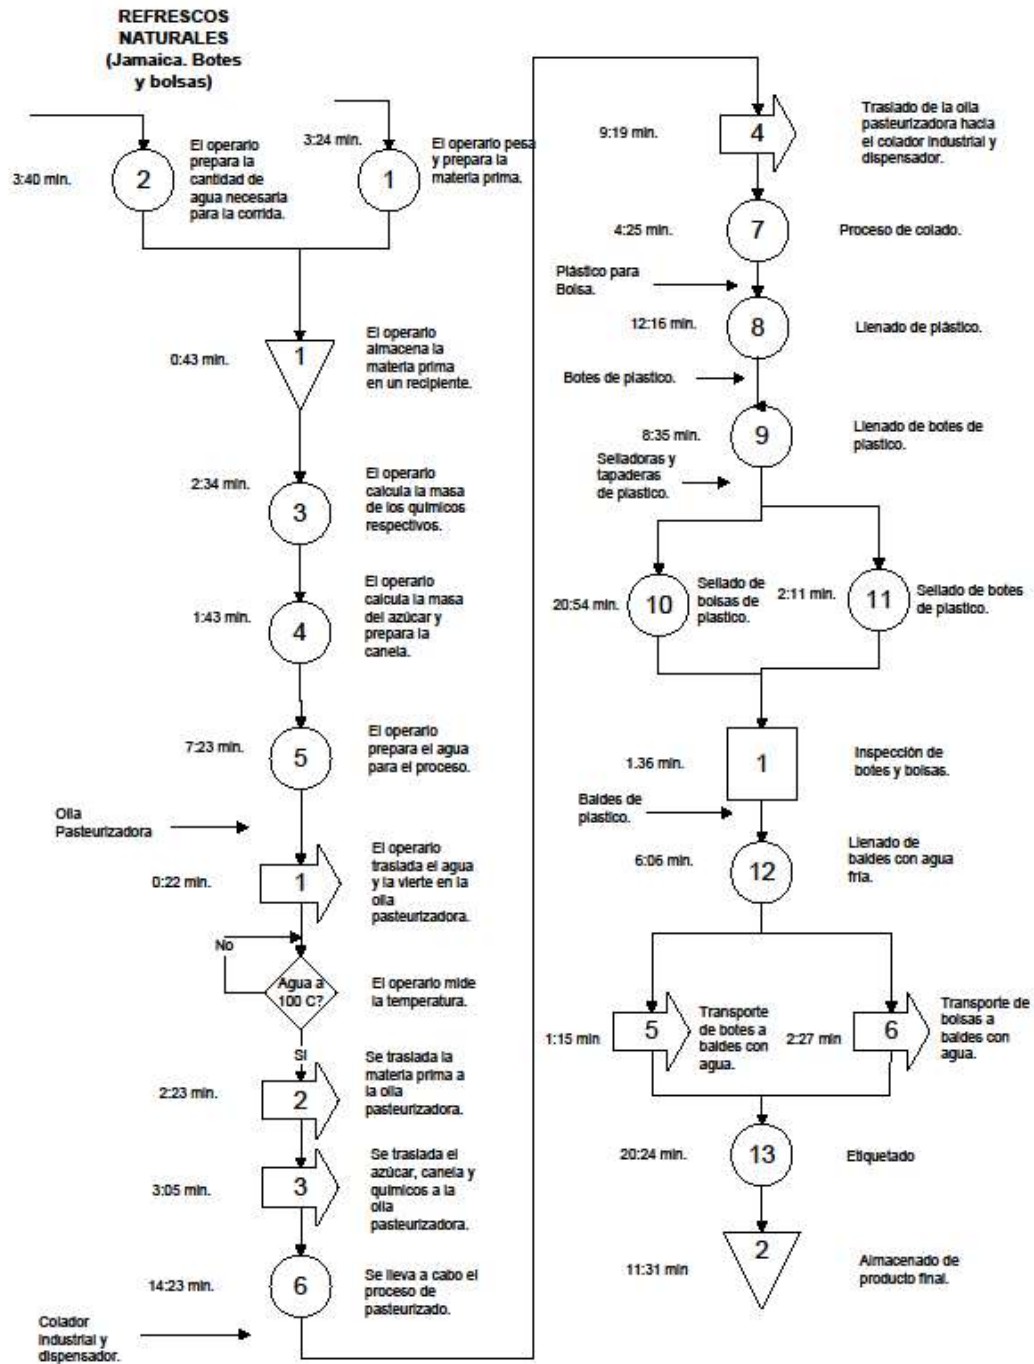 REFRESCOS
NATURALES
(Jamaica. Botes
y bolsas)
3:40 min.
2
El operario
prepara la
cantidad de
agua necesaria
para la corrida.
3:24 min.
1
El operario pesa
y prepara la
materia prima.
0:43 min.
1
El operario
almacena la
materia prima
en un recipiente.
2:34 min.
3
El operario
calcula la masa
de los químicos
respectivos.
1:43 min.
4
El operario
calcula la masa
del azúcar y
prepara la
canela.
7:23 min.
5
El operario
prepara el agua
para el proceso.
Olla
Pasteurizadora
0:22 min.
1
El operario
traslada el agua
y la vierte en la
olla
pasteurizadora.
No
Agua a
100 C?
El operario mide
la temperatura.
Si
2:23 min.
2
Se traslada la
materia prima a
la olla
pasteurizadora.
3:05 min.
3
Se traslada el
azúcar, canela y
químicos a la
olla
pasteurizadora.
14:23 min.
6
Se lleva a cabo el
proceso de
pasteurizado.
Colador
industrial y
dispensador.
9:19 min.
4
Traslado de la olla
pasteurizadora hacia
el colador industrial y
dispensador.
4:25 min.
7
Proceso de colado.
Plástico para
Bolsa.
12:16 min.
8
Llenado de plástico.
Botes de plastico.
8:35 min.
9
Llenado de botes de
plastico.
Selladoras y
tapaderas
de plastico.
20:54 min.
10
Sellado de
bolsas de
plastico.
2:11 min.
11
Sellado de botes
de plastico.
1.36 min.
1
Inspección de
botes y bolsas.
Baldes de
plastico.
6:06 min.
12
Llenado de
baldes con agua
fria.
1:15 min
5
Transporte
de botes a
baldes con
agua.
2:27 min.
6
Transporte de
bolsas a
baldes con
agua.
20:24 min.
13
Etiquetado
11:31 min
2
Almacenado de
producto final.